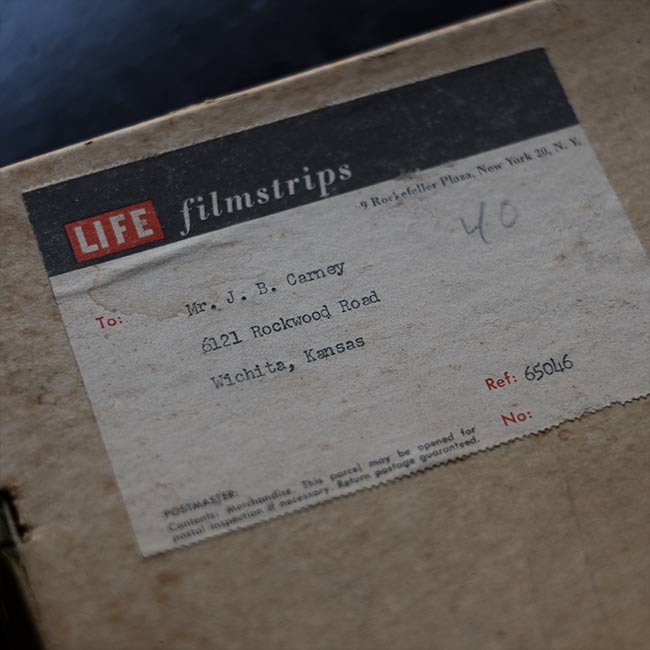 LIFE filmstrips
9 Rockefeller Plaza, New York 20, N. Y.
40
To: Mr. J. B. Carney
6121 Rockwood Road
Wichita, Kansas
Ref: 65046
No:
POSTMASTER:
Contents: Merchandise. This parcel may be opened for
postal inspection if necessary. Return postage guaranteed.